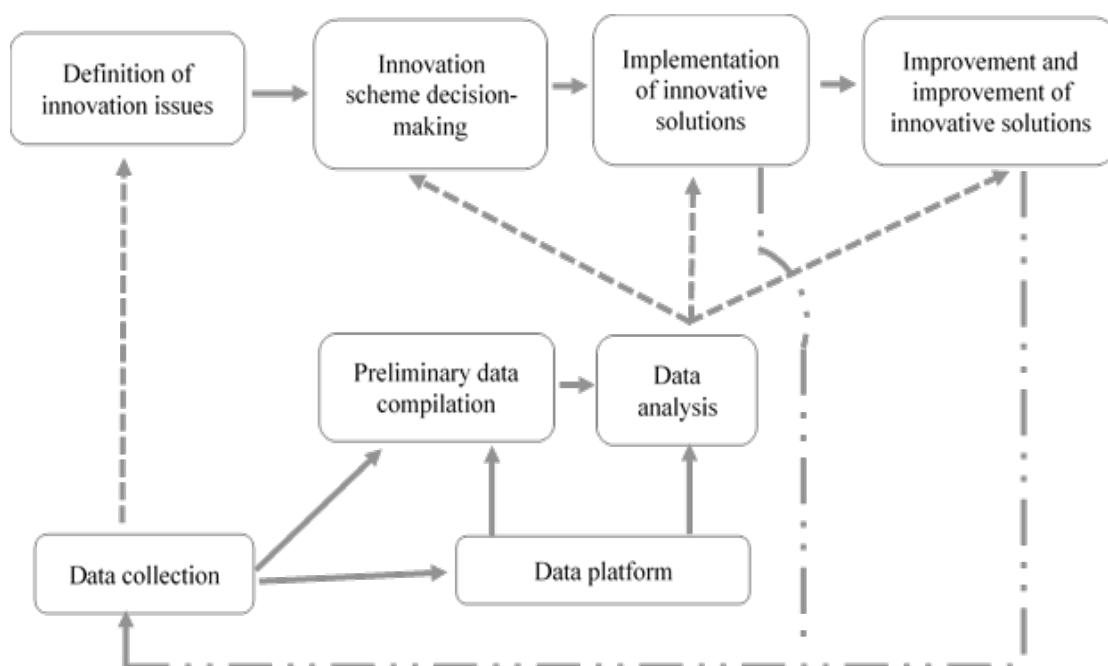 Definition of
innovation issues
Innovation
scheme decision-
making
Implementation
of innovative
solutions
Improvement and
improvement of
innovative solutions
Preliminary data
compilation
Data
analysis
Data collection
Data platform